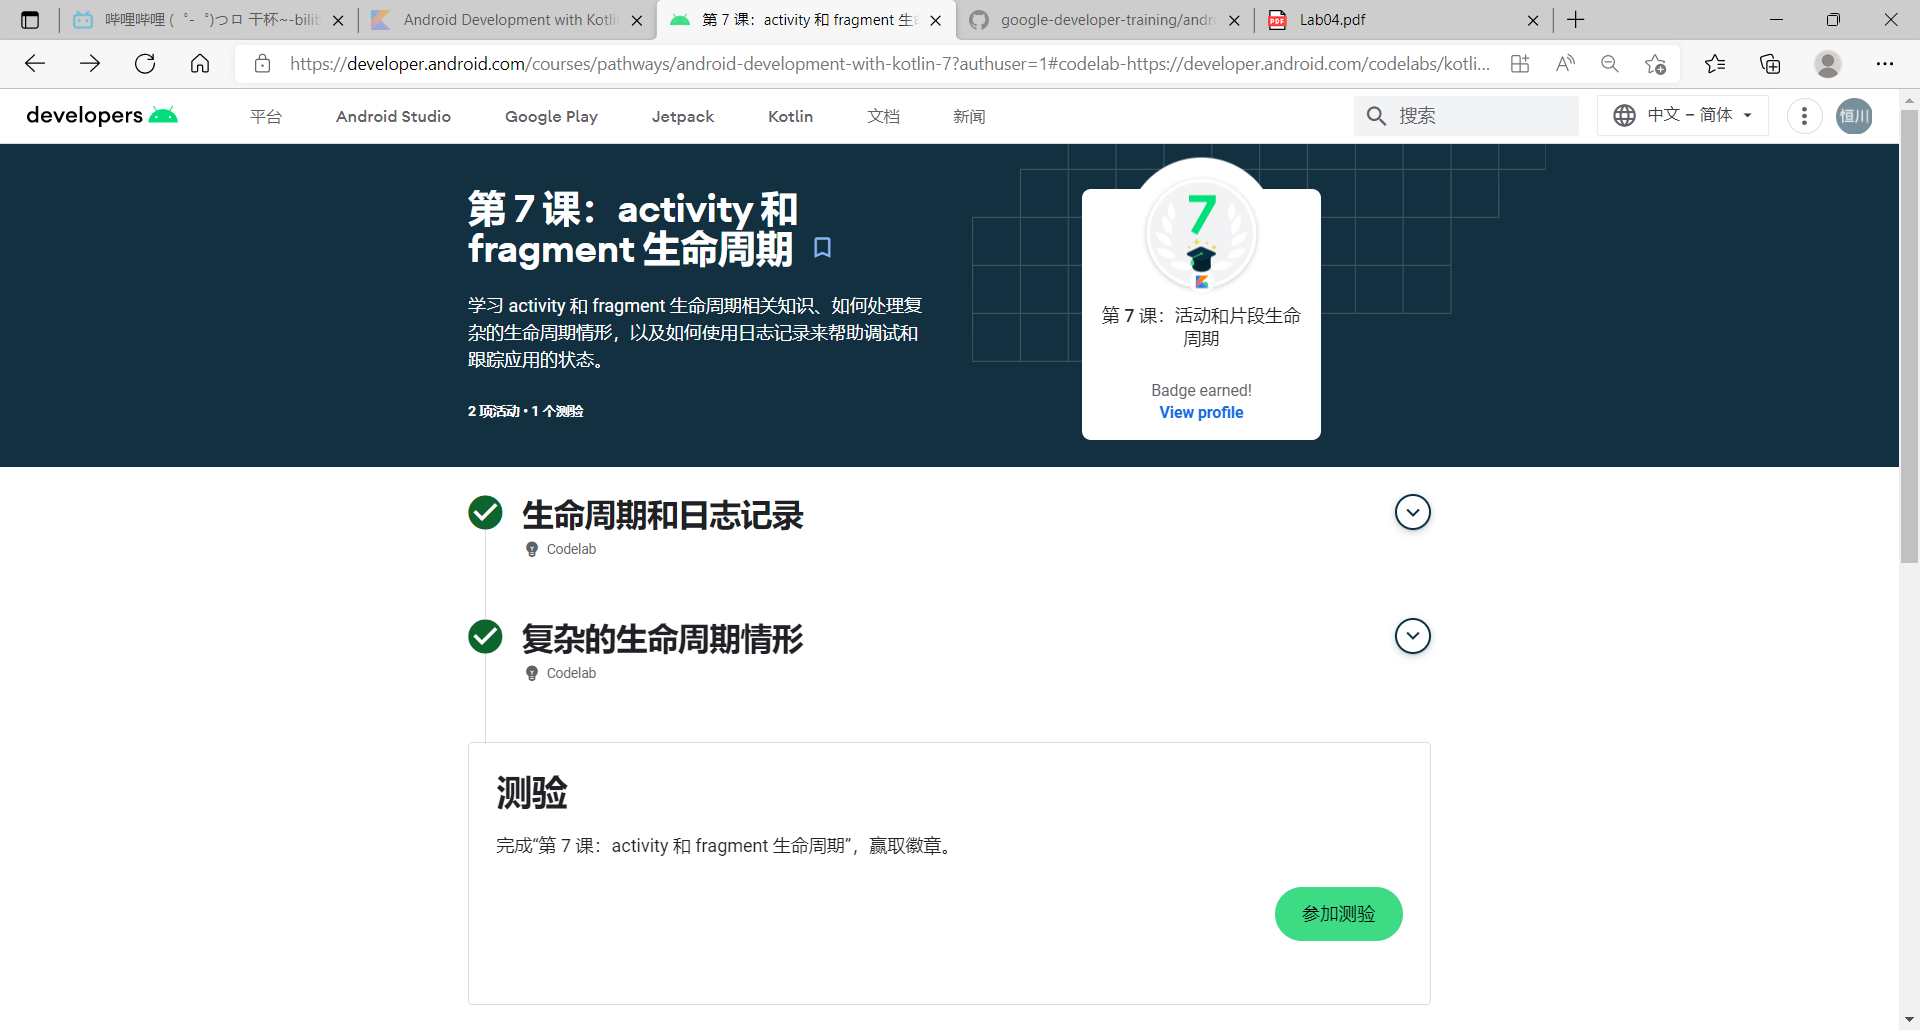 哔哩哔哩 (゜-゜)つロ 干杯~-bilib
Android Development with Kotlin
第 7 课：activity 和 fragment 生命
google-developer-training/andro
Lab04.pdf
https://developer.android.com/courses/pathways/android-development-with-kotlin-7?authuser=1#codelab-https://developer.android.com/codelabs/kotli...
developers
平台
Android Studio
Google Play
Jetpack
Kotlin
文档
新闻
搜索
中文 – 简体
恒川
第 7 课：activity 和
fragment 生命周期
学习 activity 和 fragment 生命周期相关知识、如何处理复
杂的生命周期情形，以及如何使用日志记录来帮助调试和
跟踪应用的状态。
2 项活动 • 1 个测验
7
第 7 课：活动和片段生命
周期
Badge earned!
View profile
生命周期和日志记录
Codelab
复杂的生命周期情形
Codelab
测验
完成“第 7 课：activity 和 fragment 生命周期”，赢取徽章。
参加测验